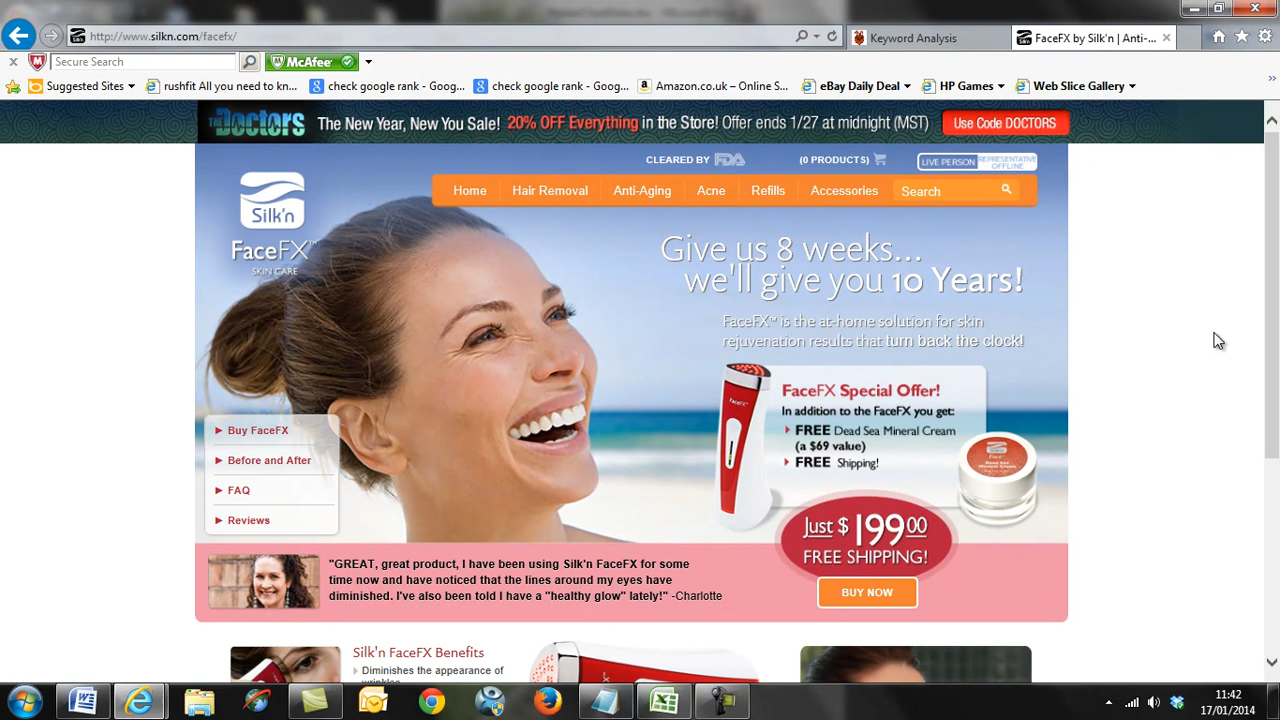 http://www.silkn.com/facefx/
Keyword Analysis
FaceFX by Silk'n | Anti-...
Secure Search
McAfee
Suggested Sites
rushfit All you need to kn...
check google rank - Goog...
check google rank - Goog...
Amazon.co.uk – Online S...
eBay Daily Deal
HP Games
Web Slice Gallery
THE Doctors
The New Year, New You Sale! 20% OFF Everything in the Store! Offer ends 1/27 at midnight (MST)
Use Code DOCTORS
CLEARED BY FDA
(0 PRODUCTS)
LIVE PERSON REPRESENTATIVE OFFLINE
Silk'n
FaceFX™
SKIN CARE
Home
Hair Removal
Anti-Aging
Acne
Refills
Accessories
Search
Give us 8 weeks...
we'll give you 10 Years!
FaceFX™ is the at-home solution for skin
rejuvenation results that turn back the clock!
FaceFX Special Offer!
In addition to the FaceFX you get:
FREE Dead Sea Mineral Cream
(a $69 value)
FREE Shipping!
Buy FaceFX
Before and After
FAQ
Reviews
Just $199.00
FREE SHIPPING!
BUY NOW
"GREAT, great product, I have been using Silk'n FaceFX for some
time now and have noticed that the lines around my eyes have
diminished. I've also been told I have a "healthy glow" lately!" -Charlotte
Silk'n FaceFX Benefits
Diminishes the appearance of
wrinkles
11:42
17/01/2014